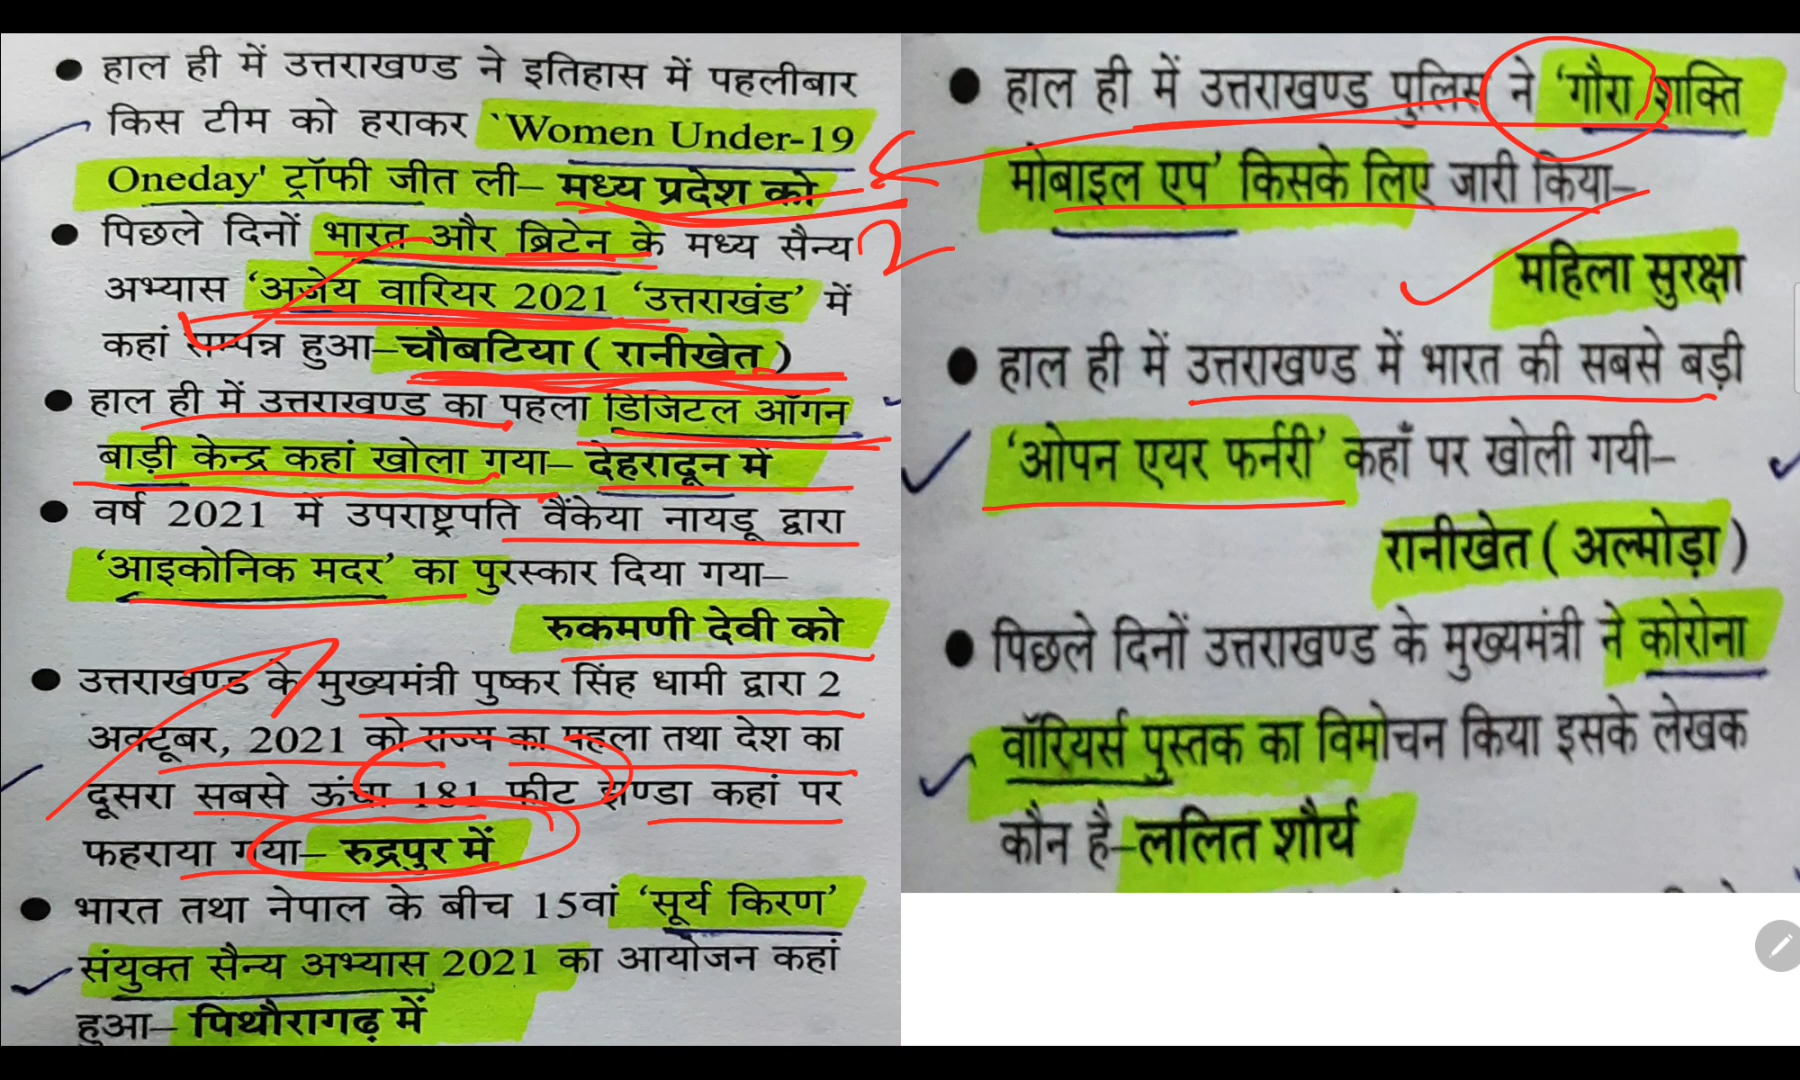 ● हाल ही में उत्तराखण्ड ने इतिहास में पहलीबार
किस टीम को हराकर `Women Under-19
Oneday' ट्रॉफी जीत ली– मध्य प्रदेश को
● पिछले दिनों भारत और ब्रिटेन के मध्य सैन्य
अभ्यास ‘अजेय वारियर 2021 ‘उत्तराखंड’ में
कहां सम्पन्न हुआ–चौबटिया ( रानीखेत )
● हाल ही में उत्तराखण्ड का पहला डिजिटल ऑगन
बाड़ी केन्द्र कहां खोला गया– देहरादून में
● वर्ष 2021 में उपराष्ट्रपति वैंकेया नायडू द्वारा
‘आइकोनिक मदर’ का पुरस्कार दिया गया–
रुकमणी देवी को
● उत्तराखण्ड के मुख्यमंत्री पुष्कर सिंह धामी द्वारा 2
अक्टूबर, 2021 को राज्य का पहला तथा देश का
दूसरा सबसे ऊंचा 181 फीट झण्डा कहां पर
फहराया गया– रुद्रपुर में
● भारत तथा नेपाल के बीच 15वां ‘सूर्य किरण’
संयुक्त सैन्य अभ्यास 2021 का आयोजन कहां
हुआ– पिथौरागढ़ में
● हाल ही में उत्तराखण्ड पुलिस ने ‘गौरा शक्ति
मोबाइल एप’ किसके लिए जारी किया–
महिला सुरक्षा
● हाल ही में उत्तराखण्ड में भारत की सबसे बड़ी
‘ओपन एयर फर्नरी’ कहाँ पर खोली गयी–
रानीखेत ( अल्मोड़ा )
● पिछले दिनों उत्तराखण्ड के मुख्यमंत्री ने कोरोना
वॉरियर्स पुस्तक का विमोचन किया इसके लेखक
कौन है–ललित शौर्य